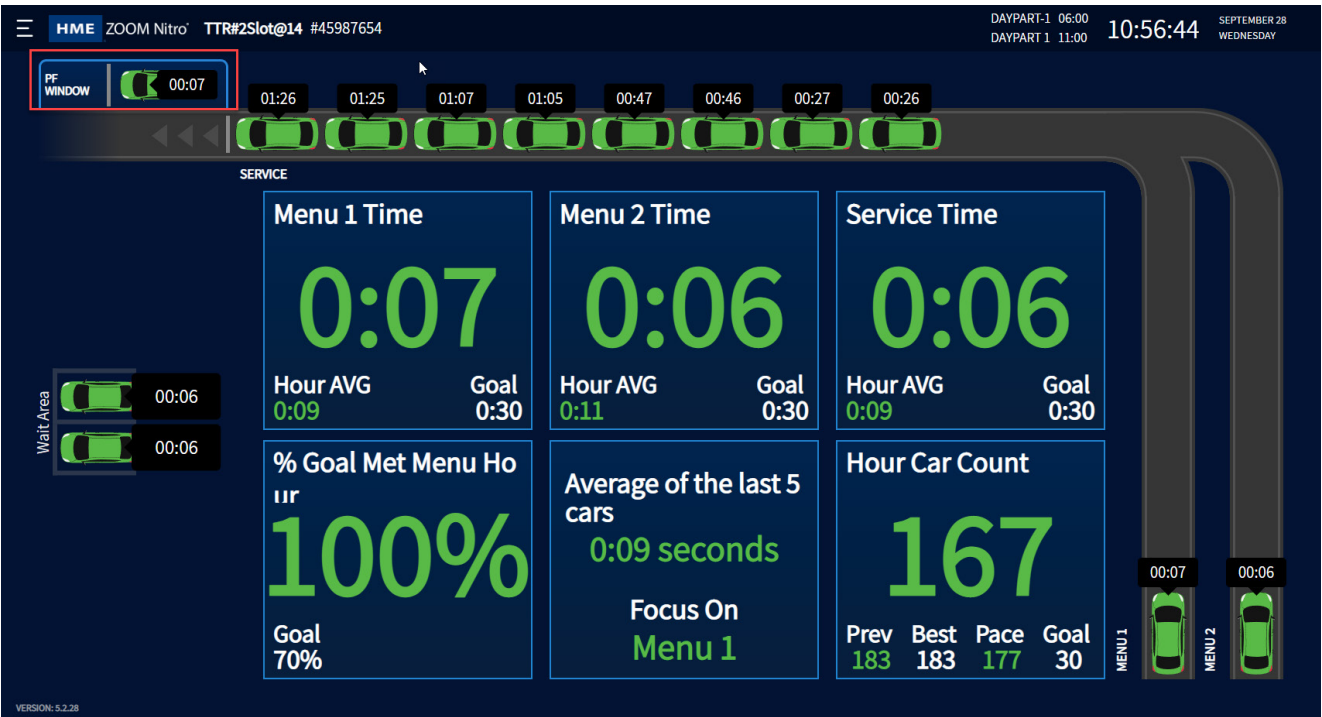 HME ZOOM Nitro® TTR#2Slot@14 #45987654
DAYPART-1 06:00
DAYPART 1 11:00
10:56:44
SEPTEMBER 28
WEDNESDAY
PF
WINDOW
00:07
01:26 01:25 01:07 01:05 00:47 00:46 00:27 00:26
SERVICE
Menu 1 Time
0:07
Hour AVG Goal
0:09 0:30
Menu 2 Time
0:06
Hour AVG Goal
0:11 0:30
Service Time
0:06
Hour AVG Goal
0:09 0:30
Wait Area
00:06
00:06
% Goal Met Menu Ho
ur
100%
Goal
70%
Average of the last 5
cars
0:09 seconds
Focus On
Menu 1
Hour Car Count
167
Prev Best Pace Goal
183 183 177 30
00:07 00:06
MENU 1
MENU 2
VERSION: 5.2.28